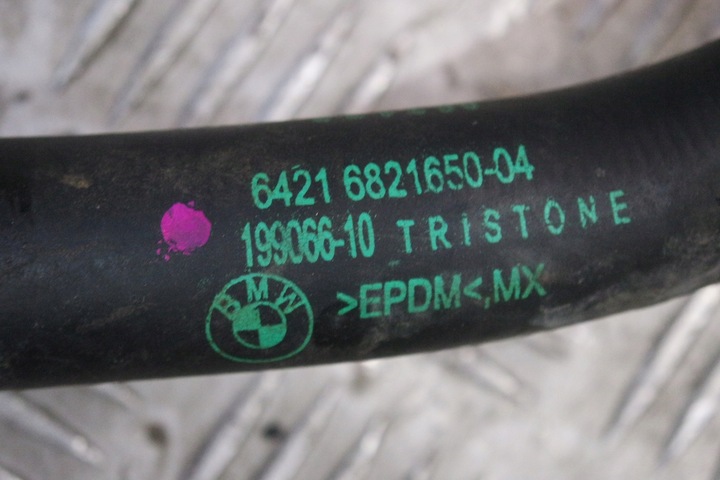 6421 6821650-04
199066-10 TRISTONE
BMW >EPDM<,MX